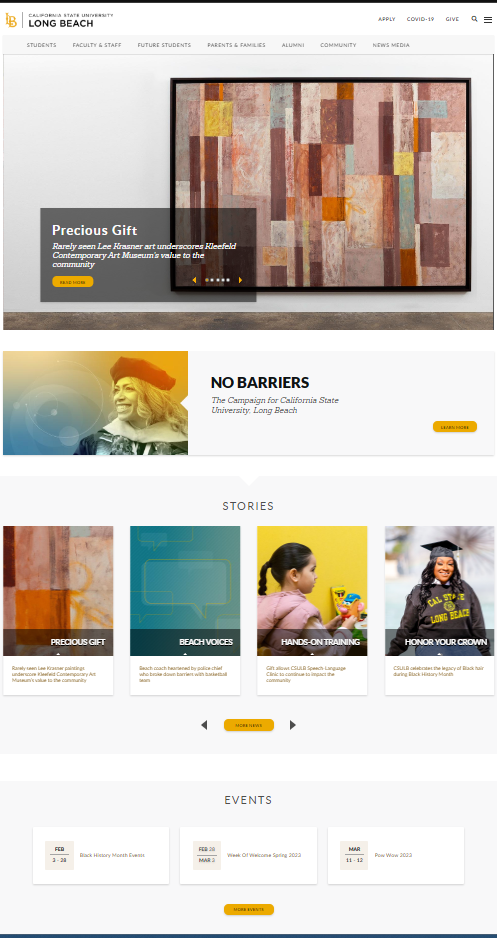 CALIFORNIA STATE UNIVERSITY
LONG BEACH
APPLY COVID-19 GIVE
STUDENTS FACULTY & STAFF FUTURE STUDENTS PARENTS & FAMILIES ALUMNI COMMUNITY NEWS MEDIA
Precious Gift
Rarely seen Lee Krasner art underscores Kleefeld
Contemporary Art Museum's value to the
community
READ MORE
NO BARRIERS
The Campaign for California State
University, Long Beach
LEARN MORE
STORIES
PRECIOUS GIFT
Rarely seen Lee Krasner paintings
underscore Kleefeld Contemporary Art
Museum's value to the community
BEACH VOICES
Beach coach heartened by police chief
who broke down barriers with basketball
team
HANDS-ON TRAINING
Gift allows CSULB Speech-Language
Clinic to continue to impact the
community
CAL STATE
LONG BEACH
HONOR YOUR CROWN
CSULB celebrates the legacy of Black hair
during Black History Month
MORE NEWS
EVENTS
FEB
3 - 28
Black History Month Events
FEB 28
MAR 2
Week Of Welcome Spring 2023
MAR
11 - 12
Pow Wow 2023
MORE EVENTS